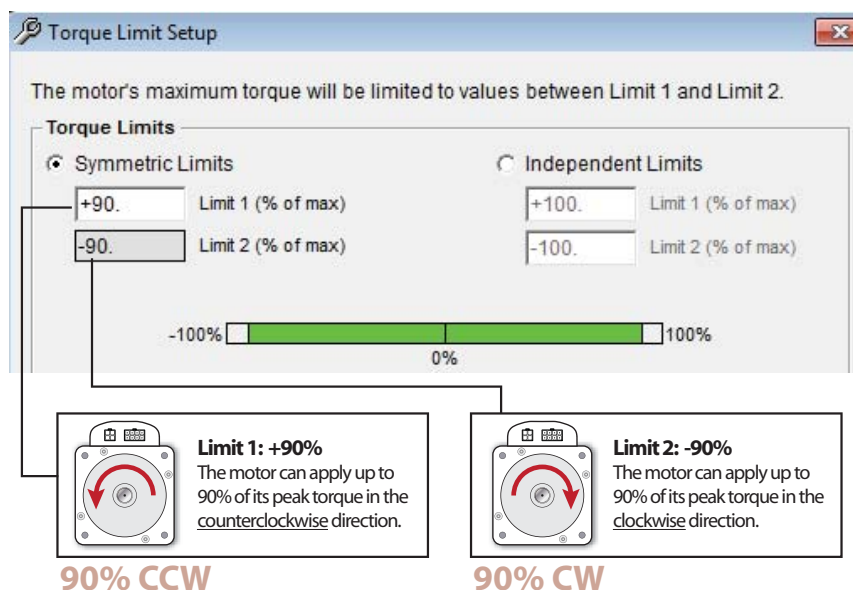 Torque Limit Setup
The motor's maximum torque will be limited to values between Limit 1 and Limit 2.
Torque Limits
Symmetric Limits
Independent Limits
+90.
Limit 1 (% of max)
+100.
Limit 1 (% of max)
-90.
Limit 2 (% of max)
-100.
Limit 2 (% of max)
-100%
100%
0%
Limit 1: +90%
The motor can apply up to
90% of its peak torque in the
counterclockwise direction.
Limit 2: -90%
The motor can apply up to
90% of its peak torque in the
clockwise direction.
90% CCW
90% CW